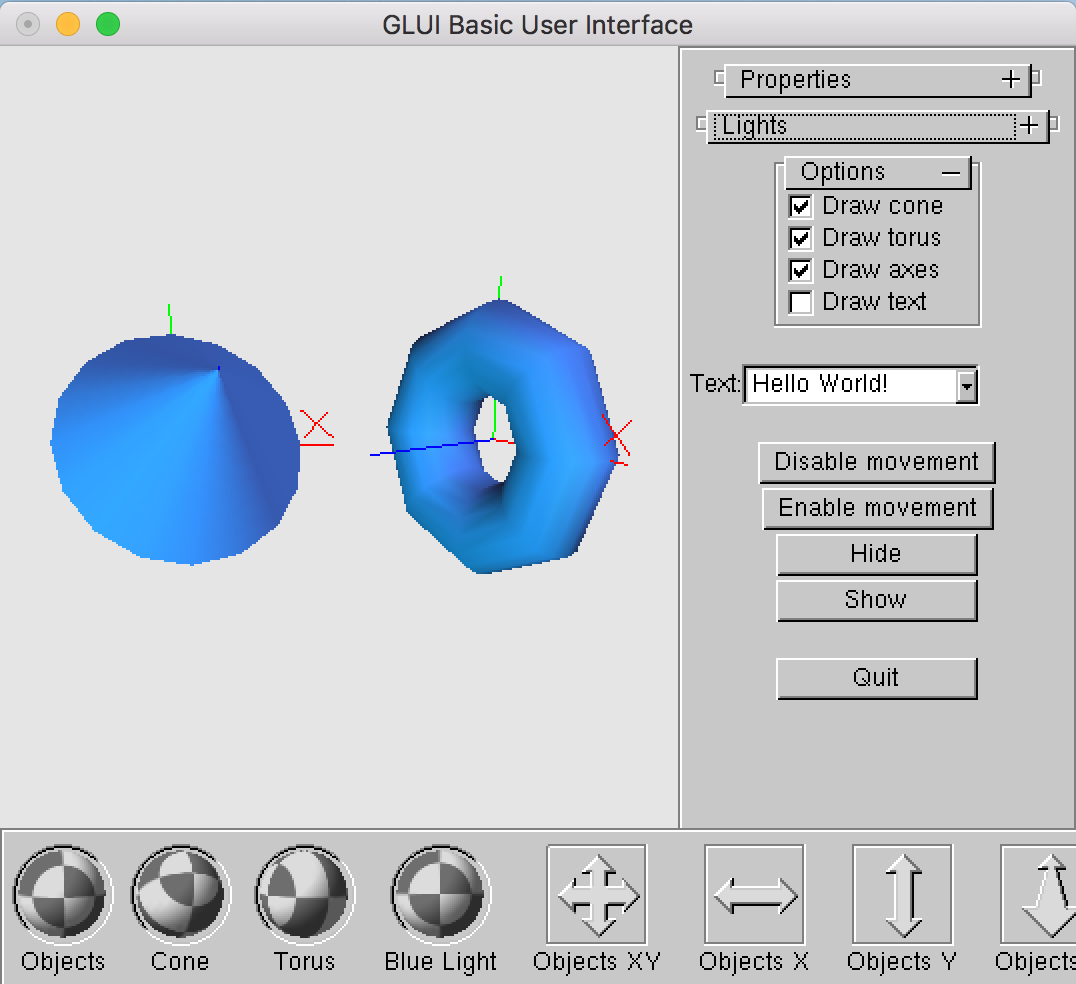 GLUI Basic User Interface
Properties
Lights
Options
Draw cone
Draw torus
Draw axes
Draw text
Text: Hello World!
Disable movement
Enable movement
Hide
Show
Quit
X
X
Objects Cone Torus Blue Light Objects XY Objects X Objects Y Objects